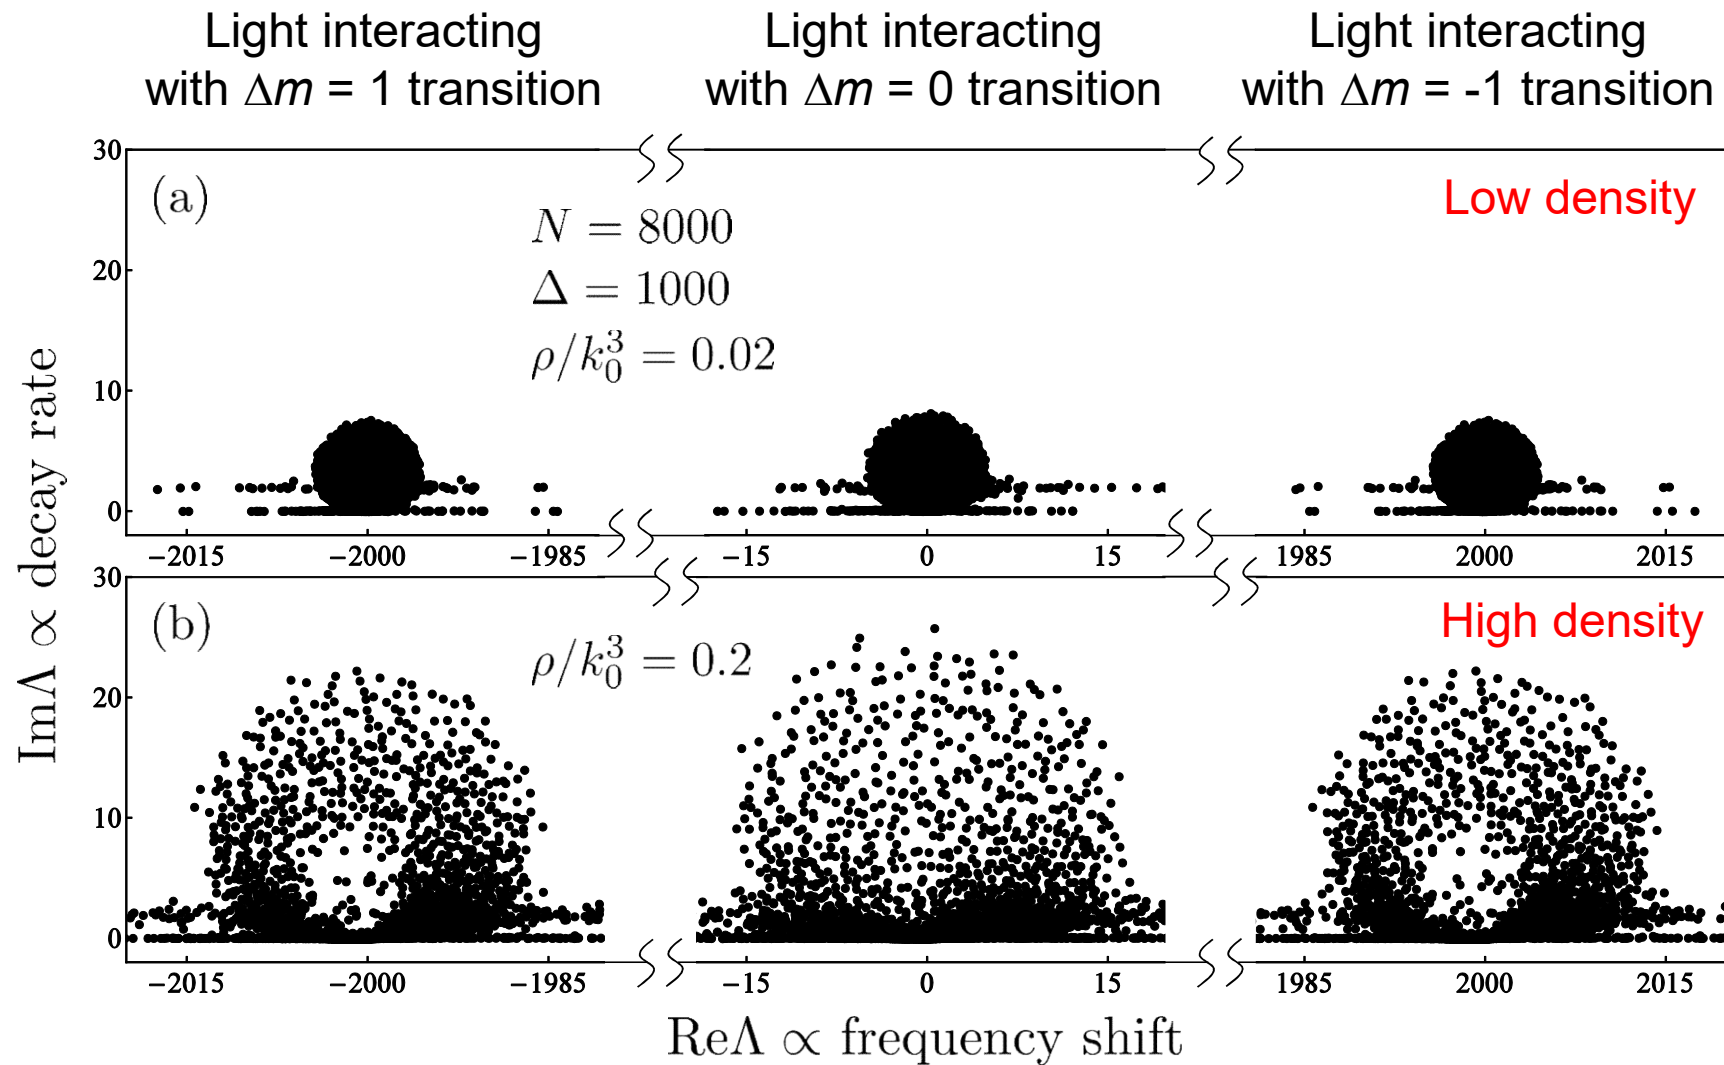 Light interacting
with Δm = 1 transition
Light interacting
with Δm = 0 transition
Light interacting
with Δm = -1 transition
30
20
10
0
(a)
N = 8000
Δ = 1000
ρ/k₀³ = 0.02
Low density
−2015
−2000
−1985
−15
0
15
1985
2000
2015
30
20
10
0
(b)
ρ/k₀³ = 0.2
High density
−2015
−2000
−1985
−15
0
15
1985
2000
2015
ImΛ ∝ decay rate
ReΛ ∝ frequency shift